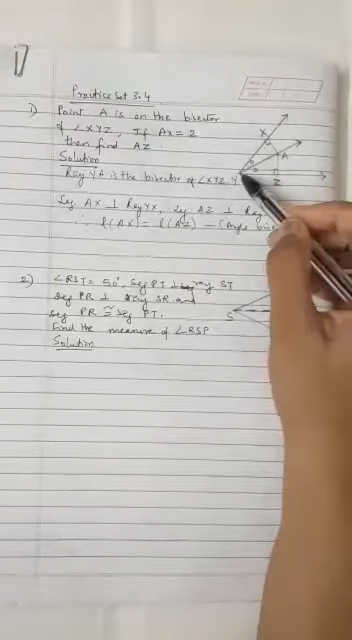 Practice Set 3.4
1) Point A is on the bisector
of ∠XYZ, If AX = 2
then find AZ.
Solution
Ray YA is the bisector of ∠XYZ
Seg AX ⊥ Ray YX, Seg AZ ⊥ Ray
∴ l(AX) = l(AZ) — (Angle
X
A
Y
Z
2) ∠RST = 50°, Seg PT ⊥ ray ST
Seg PR ⊥ ray SR and
Seg PR ≅ Seg PT.
Find the measure of ∠RSP
Solution
S